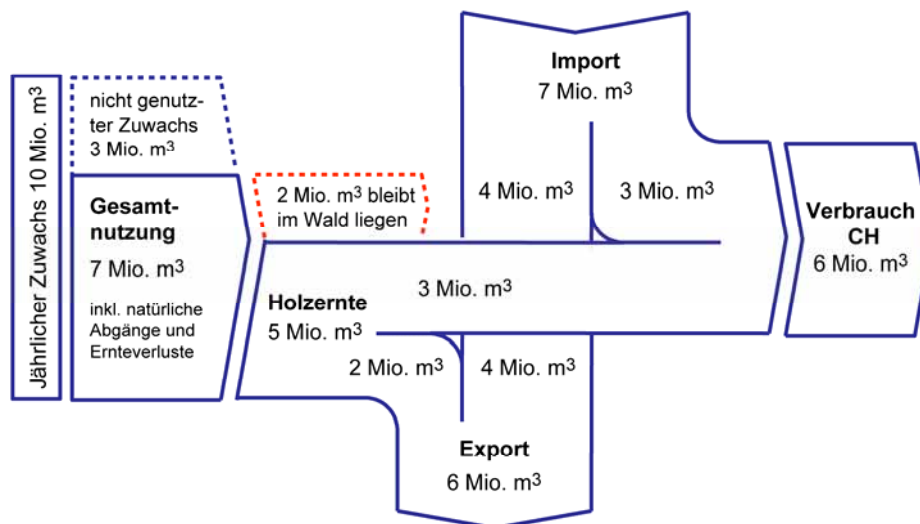 Jährlicher Zuwachs 10 Mio. m³
nicht genutz-
ter Zuwachs
3 Mio. m³
Gesamt-
nutzung
7 Mio. m³
inkl. natürliche
Abgänge und
Ernteverluste
2 Mio. m³ bleibt
im Wald liegen
Holzernte
5 Mio. m³
Import
7 Mio. m³
4 Mio. m³
3 Mio. m³
3 Mio. m³
2 Mio. m³
4 Mio. m³
Export
6 Mio. m³
Verbrauch
CH
6 Mio. m³